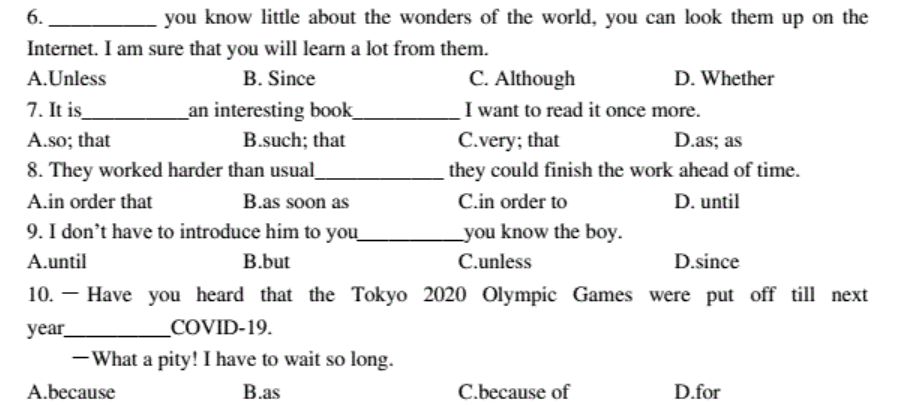 6. __________ you know little about the wonders of the world, you can look them up on the
Internet. I am sure that you will learn a lot from them.
A.Unless B. Since C. Although D. Whether
7. It is__________an interesting book__________ I want to read it once more.
A.so; that B.such; that C.very; that D.as; as
8. They worked harder than usual____________ they could finish the work ahead of time.
A.in order that B.as soon as C.in order to D. until
9. I don't have to introduce him to you__________you know the boy.
A.until B.but C.unless D.since
10. — Have you heard that the Tokyo 2020 Olympic Games were put off till next
year__________COVID-19.
—What a pity! I have to wait so long.
A.because B.as C.because of D.for